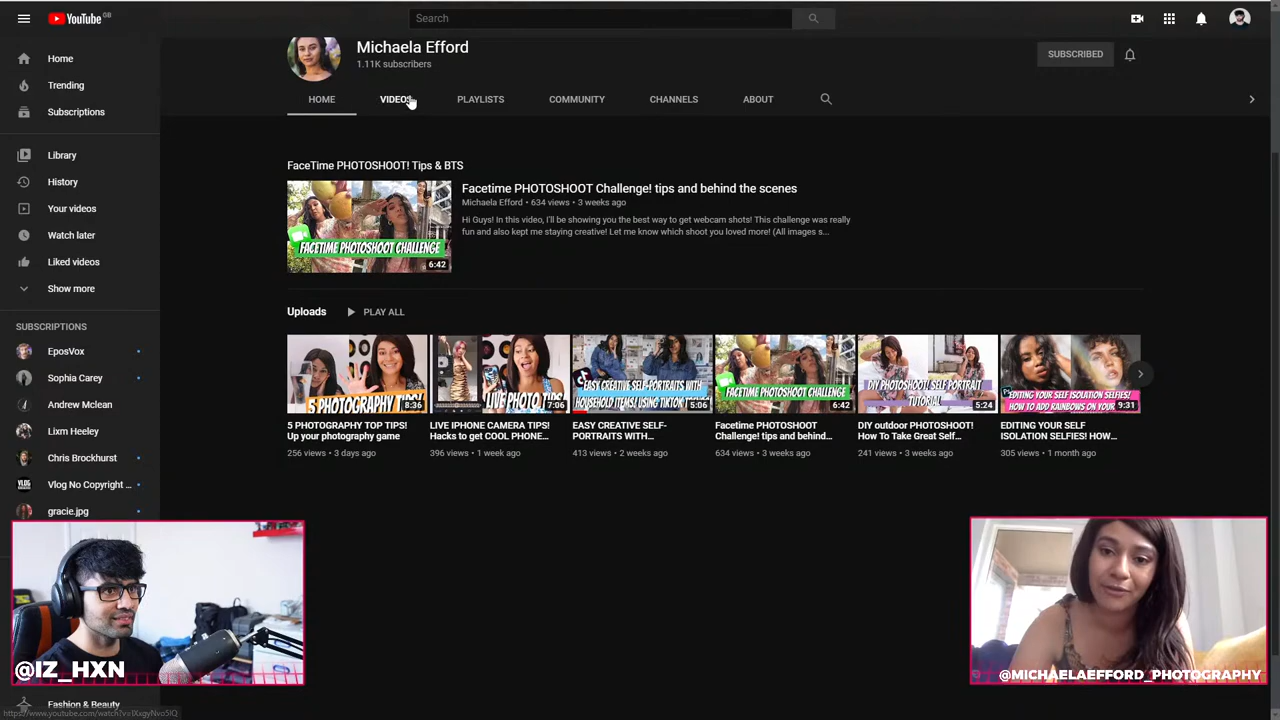 YouTube GB
Search
Home
Trending
Subscriptions
Library
History
Your videos
Watch later
Liked videos
Show more
SUBSCRIPTIONS
EposVox
Sophia Carey
Andrew Mclean
Lixm Heeley
Chris Brockhurst
Vlog No Copyright ...
gracie.jpg
Fashion & Beauty
Michaela Efford
1.11K subscribers
SUBSCRIBED
HOME
VIDEOS
PLAYLISTS
COMMUNITY
CHANNELS
ABOUT
FaceTime PHOTOSHOOT! Tips & BTS
FACETIME PHOTOSHOOT CHALLENGE
6:42
Facetime PHOTOSHOOT Challenge! tips and behind the scenes
Michaela Efford • 634 views • 3 weeks ago
Hi Guys! In this video, I'll be showing you the best way to get webcam shots! This challenge was really
fun and also kept me staying creative! Let me know which shoot you loved more! (All images s...
Uploads
PLAY ALL
5 PHOTOGRAPHY TIPS!
8:36
5 PHOTOGRAPHY TOP TIPS!
Up your photography game
256 views • 3 days ago
LIVE PHOTO TIPS!
7:06
LIVE IPHONE CAMERA TIPS!
Hacks to get COOL PHONE...
396 views • 1 week ago
EASY CREATIVE SELF-PORTRAITS WITH
HOUSEHOLD ITEMS! USING TIKTOK
5:06
EASY CREATIVE SELF-
PORTRAITS WITH...
413 views • 2 weeks ago
FACETIME PHOTOSHOOT CHALLENGE
6:42
Facetime PHOTOSHOOT
Challenge! tips and behind...
634 views • 3 weeks ago
DIY PHOTOSHOOT! SELF PORTRAIT
TUTORIAL
5:24
DIY outdoor PHOTOSHOOT!
How To Take Great Self...
241 views • 3 weeks ago
EDITING YOUR SELF ISOLATION SELFIES!
HOW TO ADD RAINBOWS ON YOUR
9:31
EDITING YOUR SELF
ISOLATION SELFIES! HOW...
305 views • 1 month ago
@IZ_HXN
@MICHAELAEFFORD_PHOTOGRAPHY